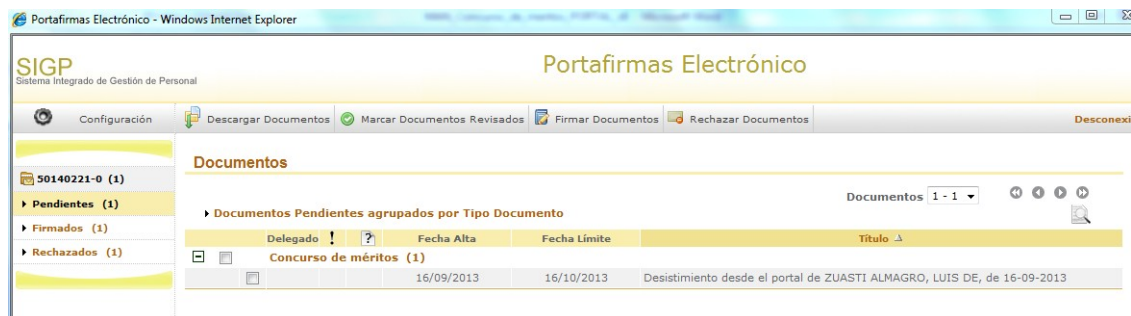 Portafirmas Electrónico - Windows Internet Explorer
SIGP
Sistema Integrado de Gestión de Personal
Portafirmas Electrónico
Configuración
Descargar Documentos Marcar Documentos Revisados Firmar Documentos Rechazar Documentos
Desconexi
Documentos
50140221-0 (1)
Pendientes (1)
Firmados (1)
Rechazados (1)
Documentos 1 - 1
Documentos Pendientes agrupados por Tipo Documento
Delegado ! ? Fecha Alta Fecha Límite Título
Concurso de méritos (1)
16/09/2013 16/10/2013 Desistimiento desde el portal de ZUASTI ALMAGRO, LUIS DE, de 16-09-2013